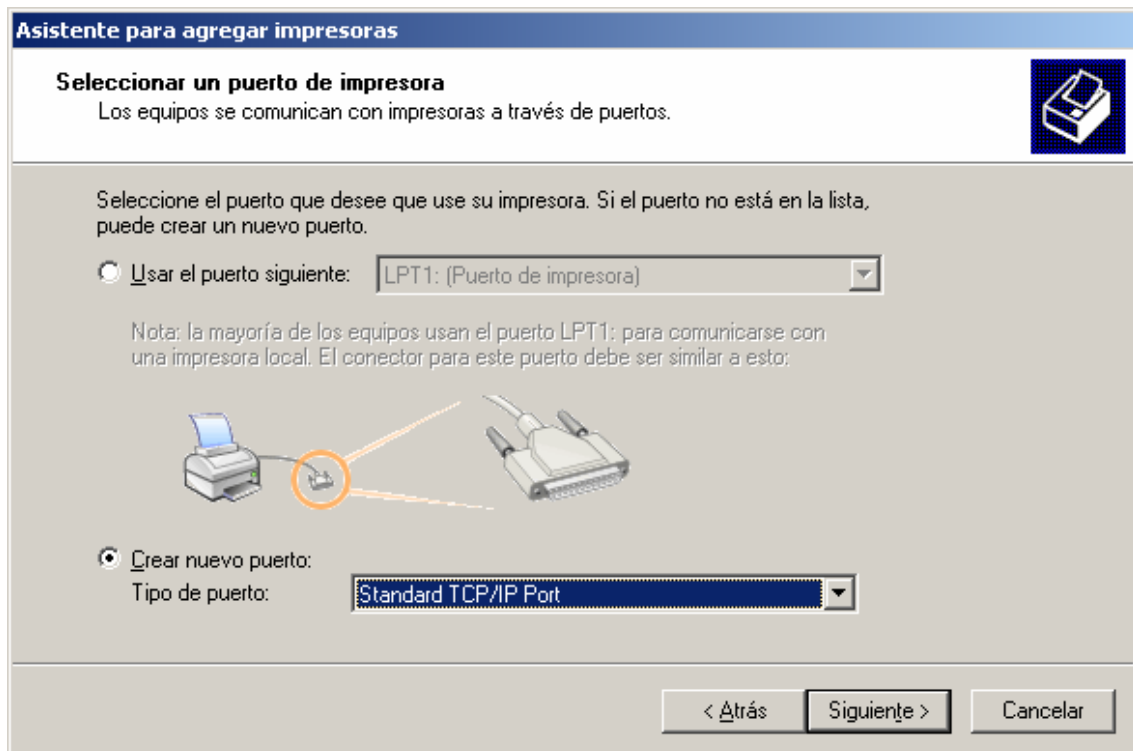 Asistente para agregar impresoras
Seleccionar un puerto de impresora
Los equipos se comunican con impresoras a través de puertos.
Seleccione el puerto que desee que use su impresora. Si el puerto no está en la lista,
puede crear un nuevo puerto.
Usar el puerto siguiente: LPT1: (Puerto de impresora)
Nota: la mayoría de los equipos usan el puerto LPT1: para comunicarse con
una impresora local. El conector para este puerto debe ser similar a esto:
Crear nuevo puerto:
Tipo de puerto: Standard TCP/IP Port
< Atrás Siguiente > Cancelar